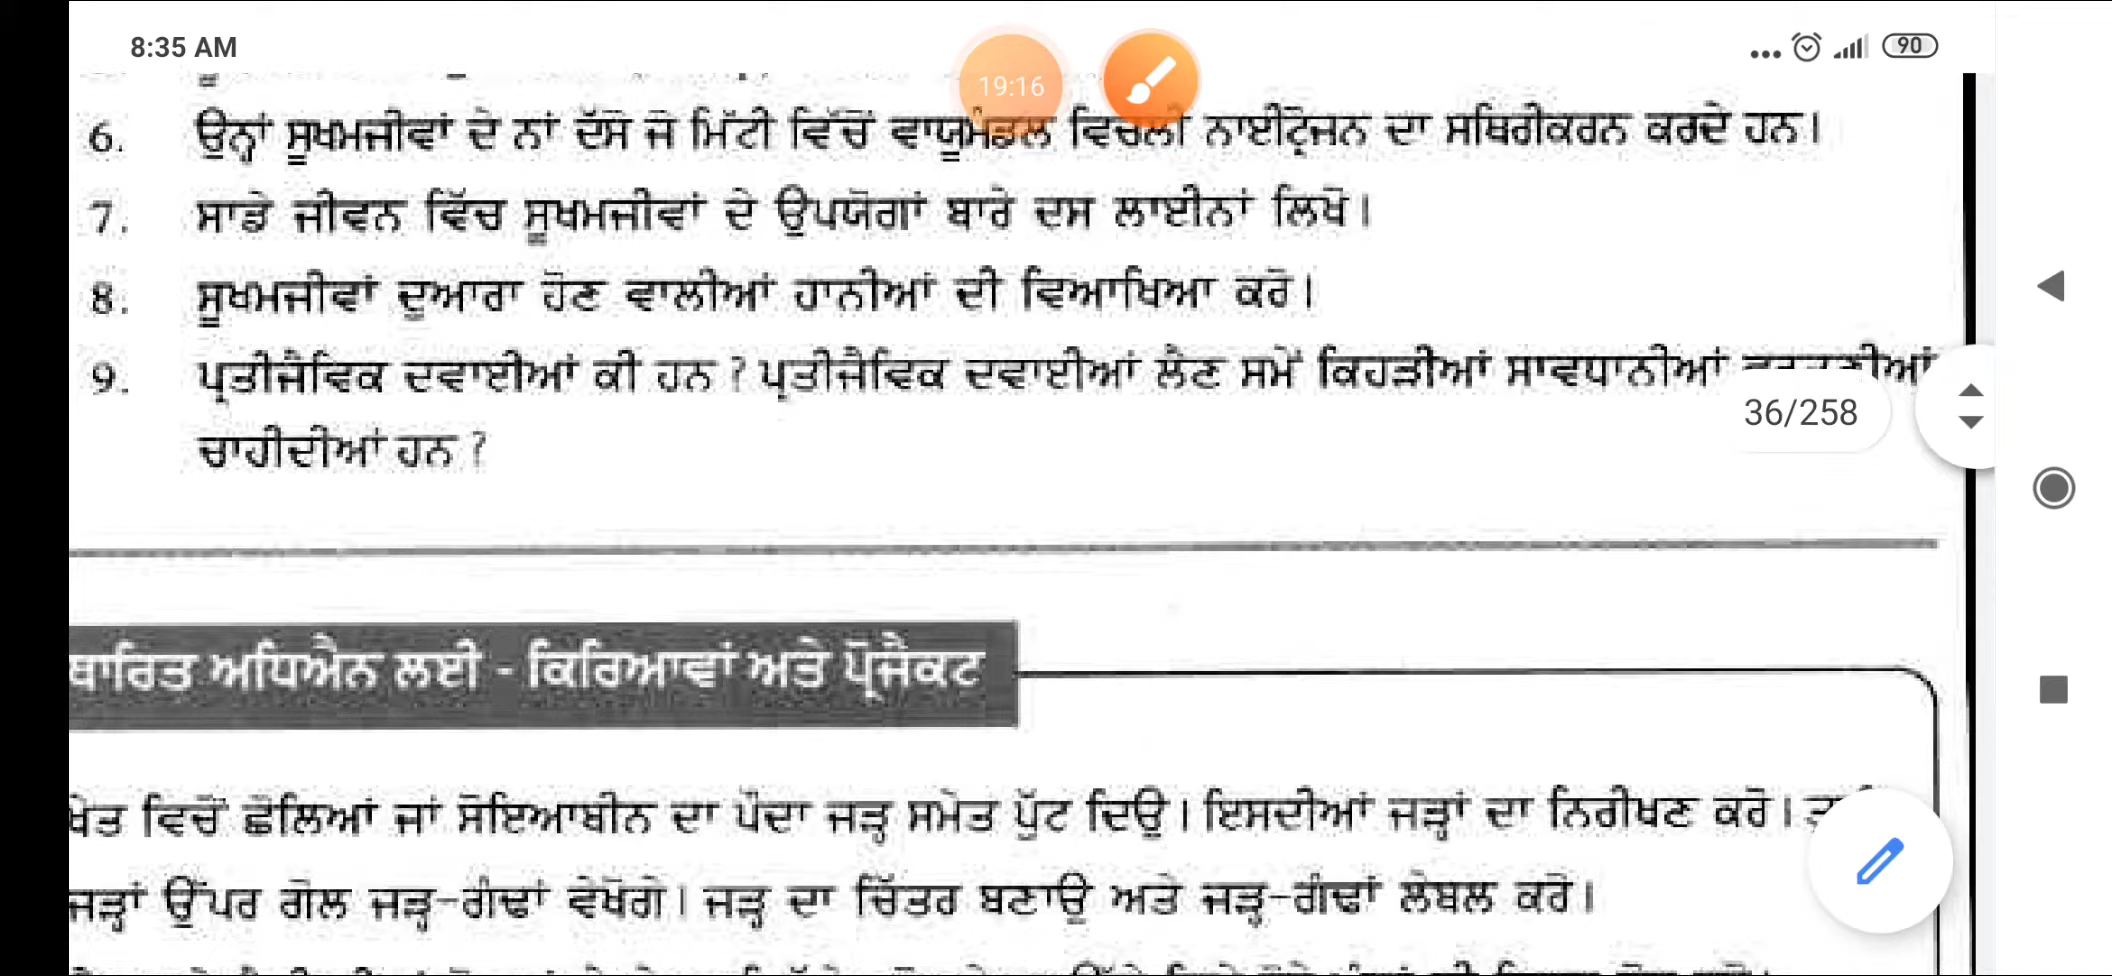 8:35 AM
90
19:16
6. ਉਨ੍ਹਾਂ ਸੂਖਮਜੀਵਾਂ ਦੇ ਨਾਂ ਦੱਸੋ ਜੋ ਮਿੱਟੀ ਵਿੱਚੋਂ ਵਾਯੂਮੰਡਲ ਵਿਚਲੀ ਨਾਈਟ੍ਰੋਜਨ ਦਾ ਸਥਿਰੀਕਰਨ ਕਰਦੇ ਹਨ।
7. ਸਾਡੇ ਜੀਵਨ ਵਿੱਚ ਸੂਖਮਜੀਵਾਂ ਦੇ ਉਪਯੋਗਾਂ ਬਾਰੇ ਦਸ ਲਾਈਨਾਂ ਲਿਖੋ।
8. ਸੂਖਮਜੀਵਾਂ ਦੁਆਰਾ ਹੋਣ ਵਾਲੀਆਂ ਹਾਨੀਆਂ ਦੀ ਵਿਆਖਿਆ ਕਰੋ।
9. ਪ੍ਰਤੀਜੈਵਿਕ ਦਵਾਈਆਂ ਕੀ ਹਨ ? ਪ੍ਰਤੀਜੈਵਿਕ ਦਵਾਈਆਂ ਲੈਣ ਸਮੇਂ ਕਿਹੜੀਆਂ ਸਾਵਧਾਨੀਆਂ
36/258
ਚਾਹੀਦੀਆਂ ਹਨ ?
ਥਾਰਿਤ ਅਧਿਐਨ ਲਈ - ਕਿਰਿਆਵਾਂ ਅਤੇ ਪ੍ਰੋਜੈਕਟ
ਖੇਤ ਵਿਚੋਂ ਛੋਲਿਆਂ ਜਾਂ ਸੋਇਆਬੀਨ ਦਾ ਪੌਦਾ ਜੜ੍ਹ ਸਮੇਤ ਪੁੱਟ ਦਿਉ। ਇਸਦੀਆਂ ਜੜ੍ਹਾਂ ਦਾ ਨਿਰੀਖਣ ਕਰੋ।
ਜੜ੍ਹਾਂ ਉੱਪਰ ਗੋਲ ਜੜ੍ਹ-ਗੰਢਾਂ ਵੇਖੋਗੇ। ਜੜ੍ਹ ਦਾ ਚਿੱਤਰ ਬਣਾਉ ਅਤੇ ਜੜ੍ਹ-ਗੰਢਾਂ ਲੇਬਲ ਕਰੋ।